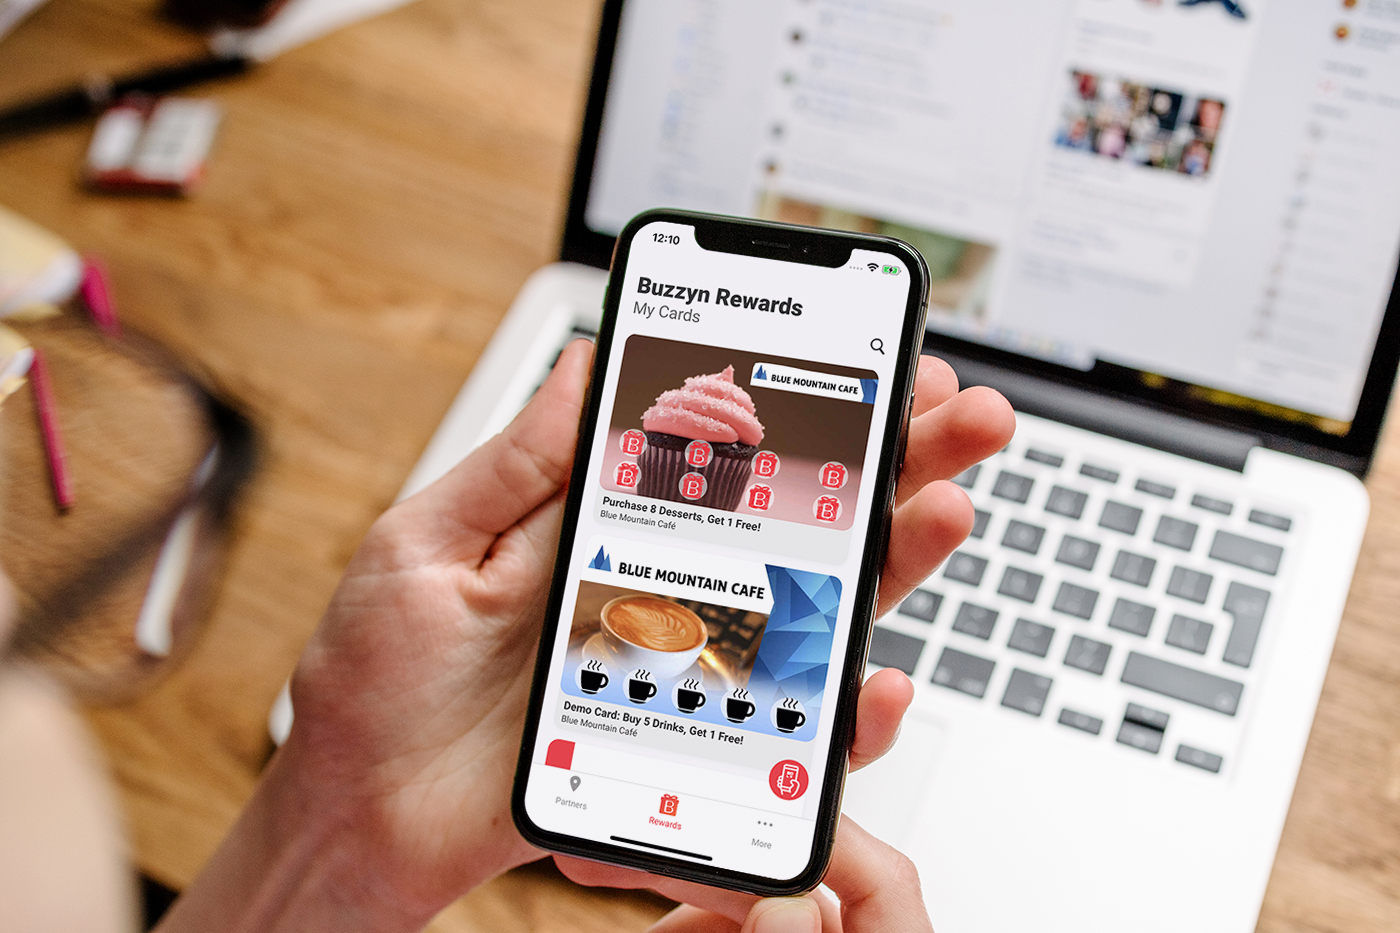 12:10
Buzzyn Rewards
My Cards
BLUE MOUNTAIN CAFE
B B B B
B B B B
Purchase 8 Desserts, Get 1 Free!
Blue Mountain Café
BLUE MOUNTAIN CAFE
Demo Card: Buy 5 Drinks, Get 1 Free!
Blue Mountain Café
Partners
B
Rewards
More